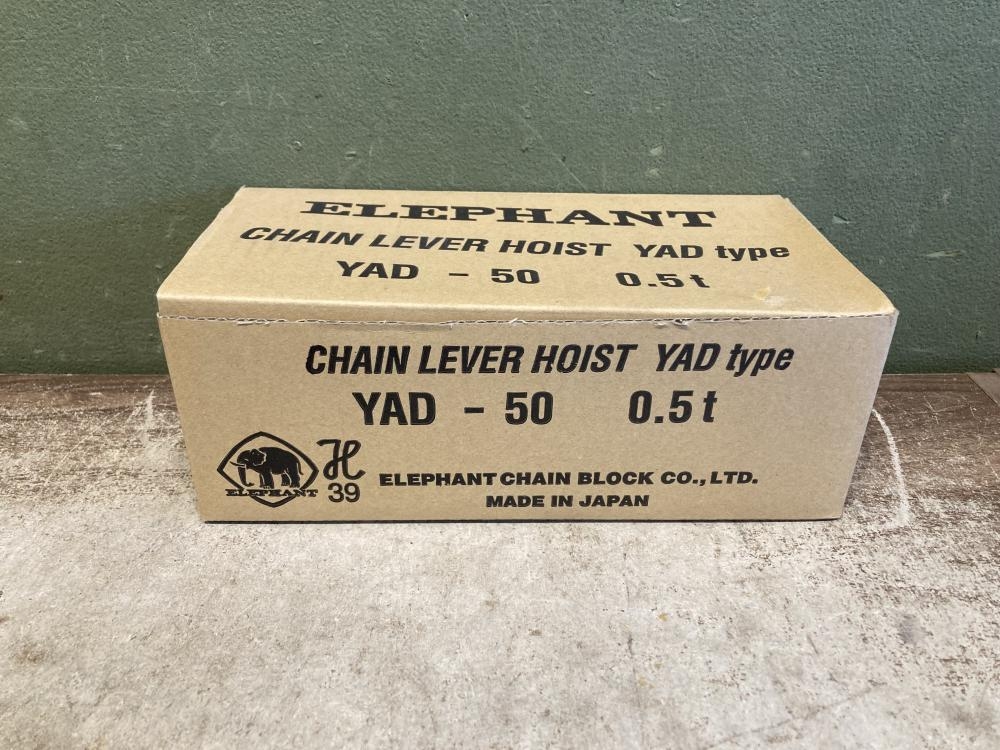 ELEPHANT
CHAIN LEVER HOIST YAD type
YAD - 50 0.5t
CHAIN LEVER HOIST YAD type
YAD - 50 0.5t
ELEPHANT
H
39
ELEPHANT CHAIN BLOCK CO., LTD.
MADE IN JAPAN